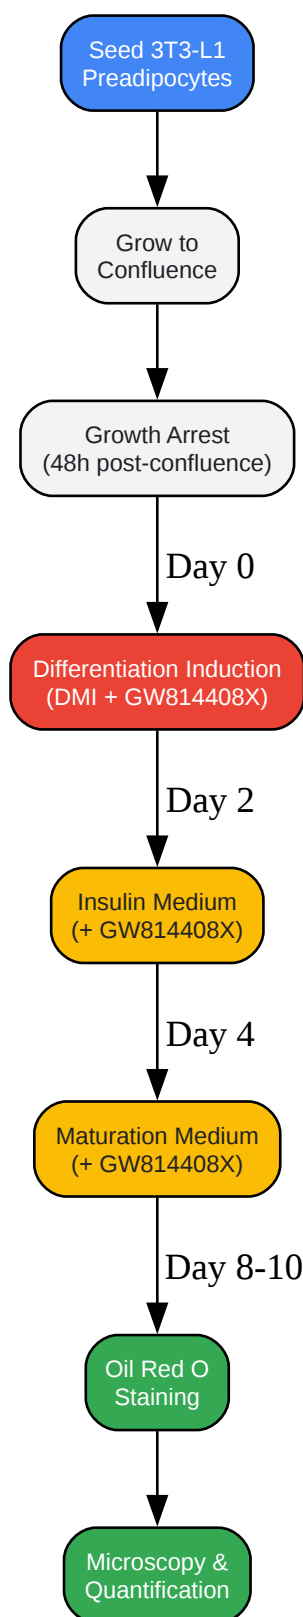 Seed 3T3-L1
Preadipocytes
Grow to
Confluence
Growth Arrest
(48h post-confluence)
Day 0
Differentiation Induction
(DMI + GW814408X)
Day 2
Insulin Medium
(+ GW814408X)
Day 4
Maturation Medium
(+ GW814408X)
Day 8-10
Oil Red O
Staining
Microscopy &
Quantification